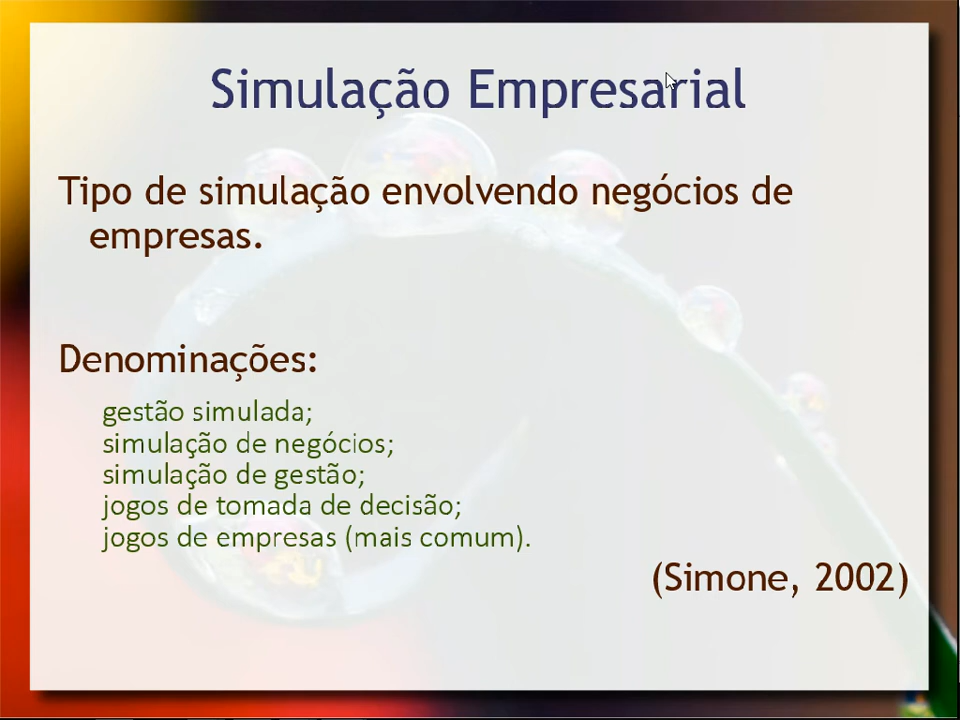 Simulação Empresarial
Tipo de simulação envolvendo negócios de
empresas.
Denominações:
gestão simulada;
simulação de negócios;
simulação de gestão;
jogos de tomada de decisão;
jogos de empresas (mais comum).
(Simone, 2002)